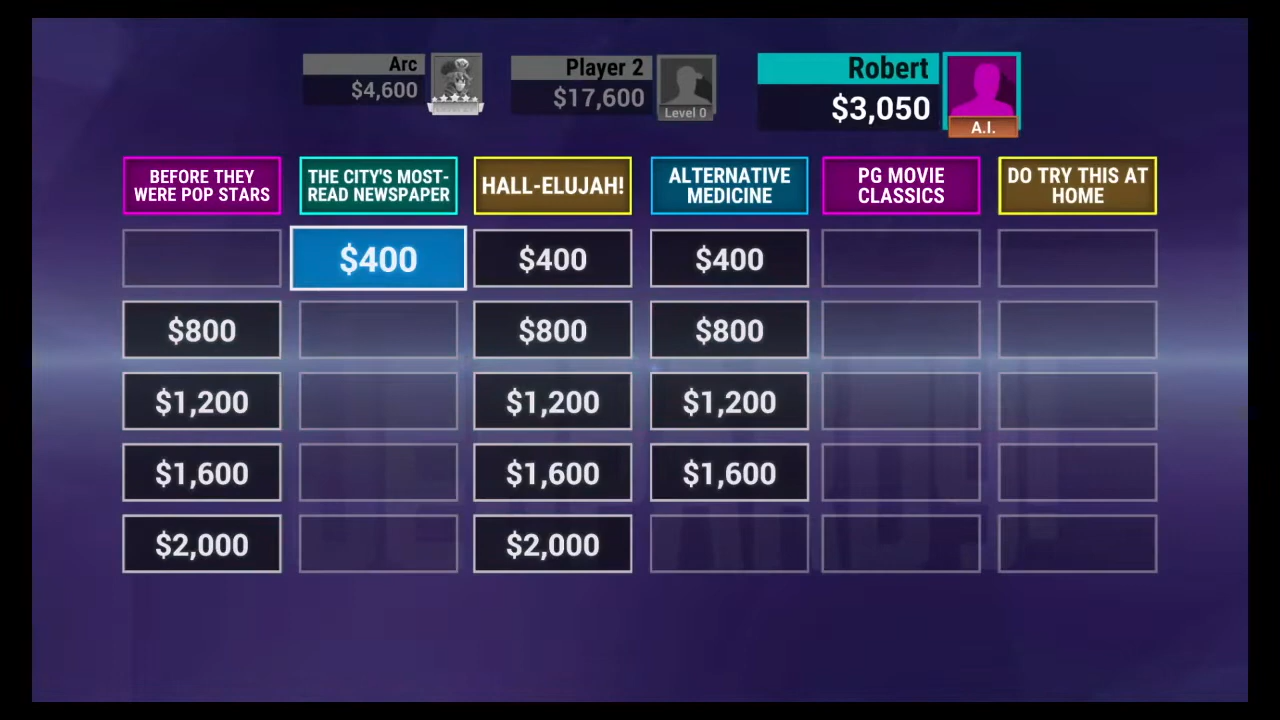 Arc
$4,600
Player 2
$17,600
Level 0
Robert
$3,050
A.I.
BEFORE THEY
WERE POP STARS
THE CITY'S MOST-
READ NEWSPAPER
HALL-ELUJAH!
ALTERNATIVE
MEDICINE
PG MOVIE
CLASSICS
DO TRY THIS AT
HOME
$400
$400
$400
$800
$800
$800
$1,200
$1,200
$1,200
$1,600
$1,600
$1,600
$2,000
$2,000